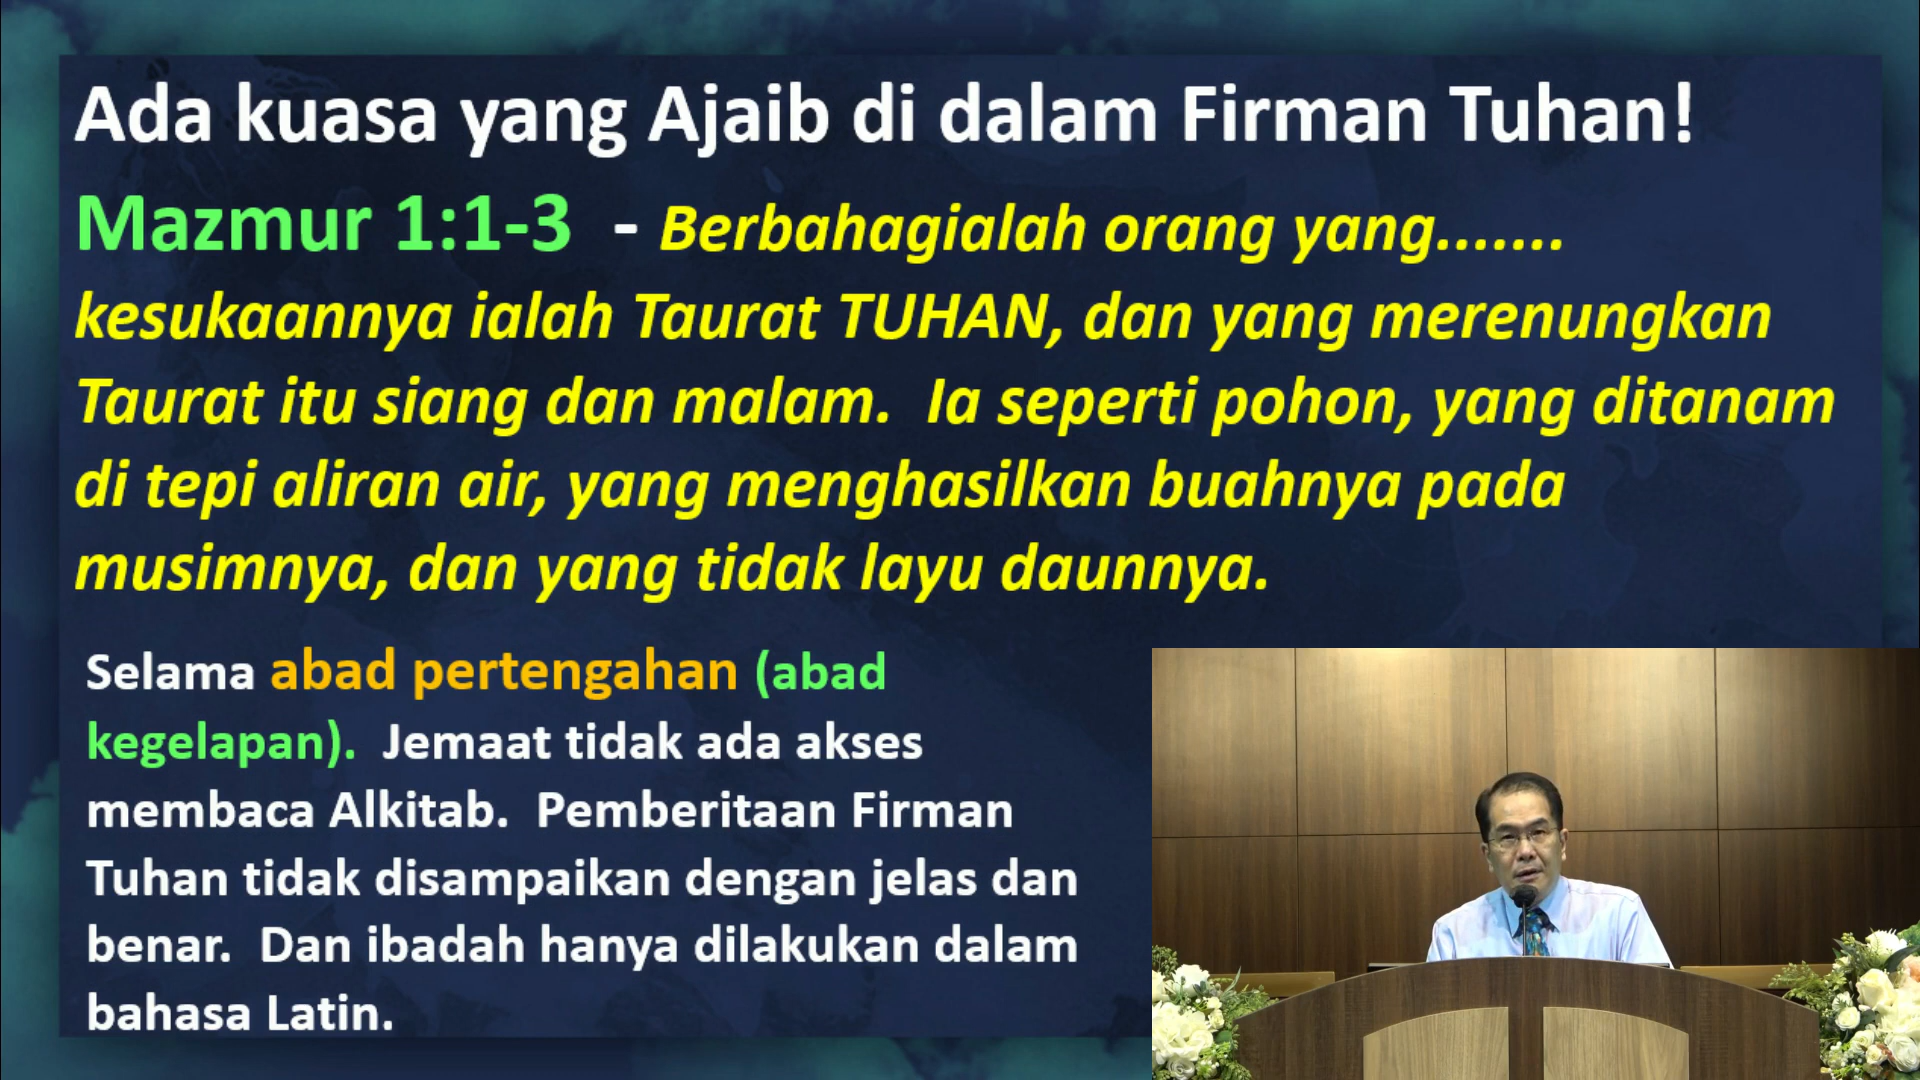 Ada kuasa yang Ajaib di dalam Firman Tuhan!
Mazmur 1:1-3 - Berbahagialah orang yang.......
kesukaannya ialah Taurat TUHAN, dan yang merenungkan
Taurat itu siang dan malam. Ia seperti pohon, yang ditanam
di tepi aliran air, yang menghasilkan buahnya pada
musimnya, dan yang tidak layu daunnya.
Selama abad pertengahan (abad
kegelapan). Jemaat tidak ada akses
membaca Alkitab. Pemberitaan Firman
Tuhan tidak disampaikan dengan jelas dan
benar. Dan ibadah hanya dilakukan dalam
bahasa Latin.